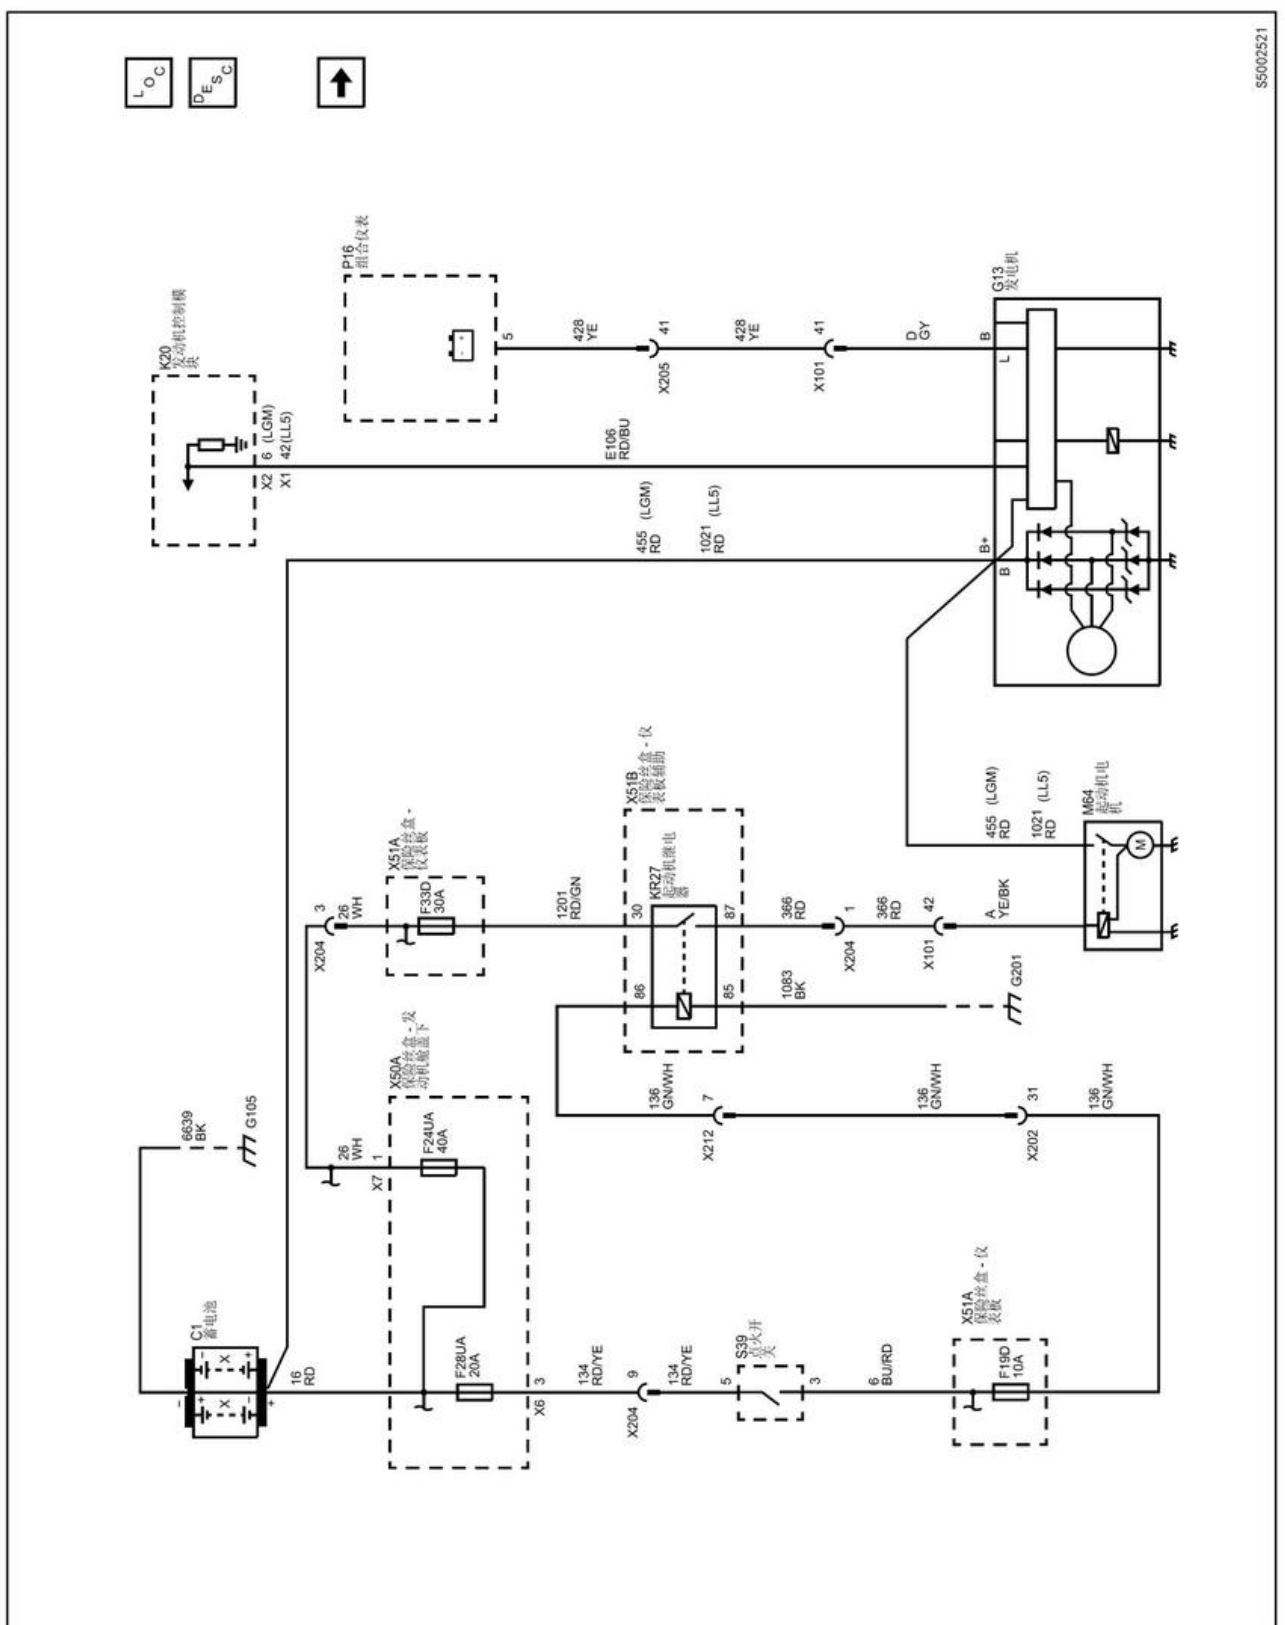 S5002521
LOC
DESC
K20
发动机控制模
块
X2 6 (LGM)
X1 42(LL5)
P16
组合仪表
5
428
YE
X205 41
428
YE
X101 41
D
GY
B
L
G13
发电机
E106
RD/BU
455 (LGM)
RD
1021 (LL5)
RD
B+
B
C1
蓄电池
- + - +
X X
+ - - +
16
RD
6639
BK
G105
X50A
保险丝盒 - 发
动机舱盖下
F28UA
20A
F24UA
40A
X7 1
26
WH
X204 3
26
WH
X51A
保险丝盒 -
仪表板
F33D
30A
1201
RD/GN
X51B
保险丝盒 - 仪
表板辅助
KR27
起动机继电
器
86
30
85
87
1083
BK
G201
366
RD
X204 1
366
RD
X101 42
A
YE/BK
455 (LGM)
RD
1021 (LL5)
RD
M64
起动机电
机
M
X6 3
134
RD/YE
X204 9
134
RD/YE
5
S39
点火开
关
3
6
BU/RD
X51A
保险丝盒 - 仪
表板
F19D
10A
136
GN/WH
X212 7
136
GN/WH
X202 31
136
GN/WH